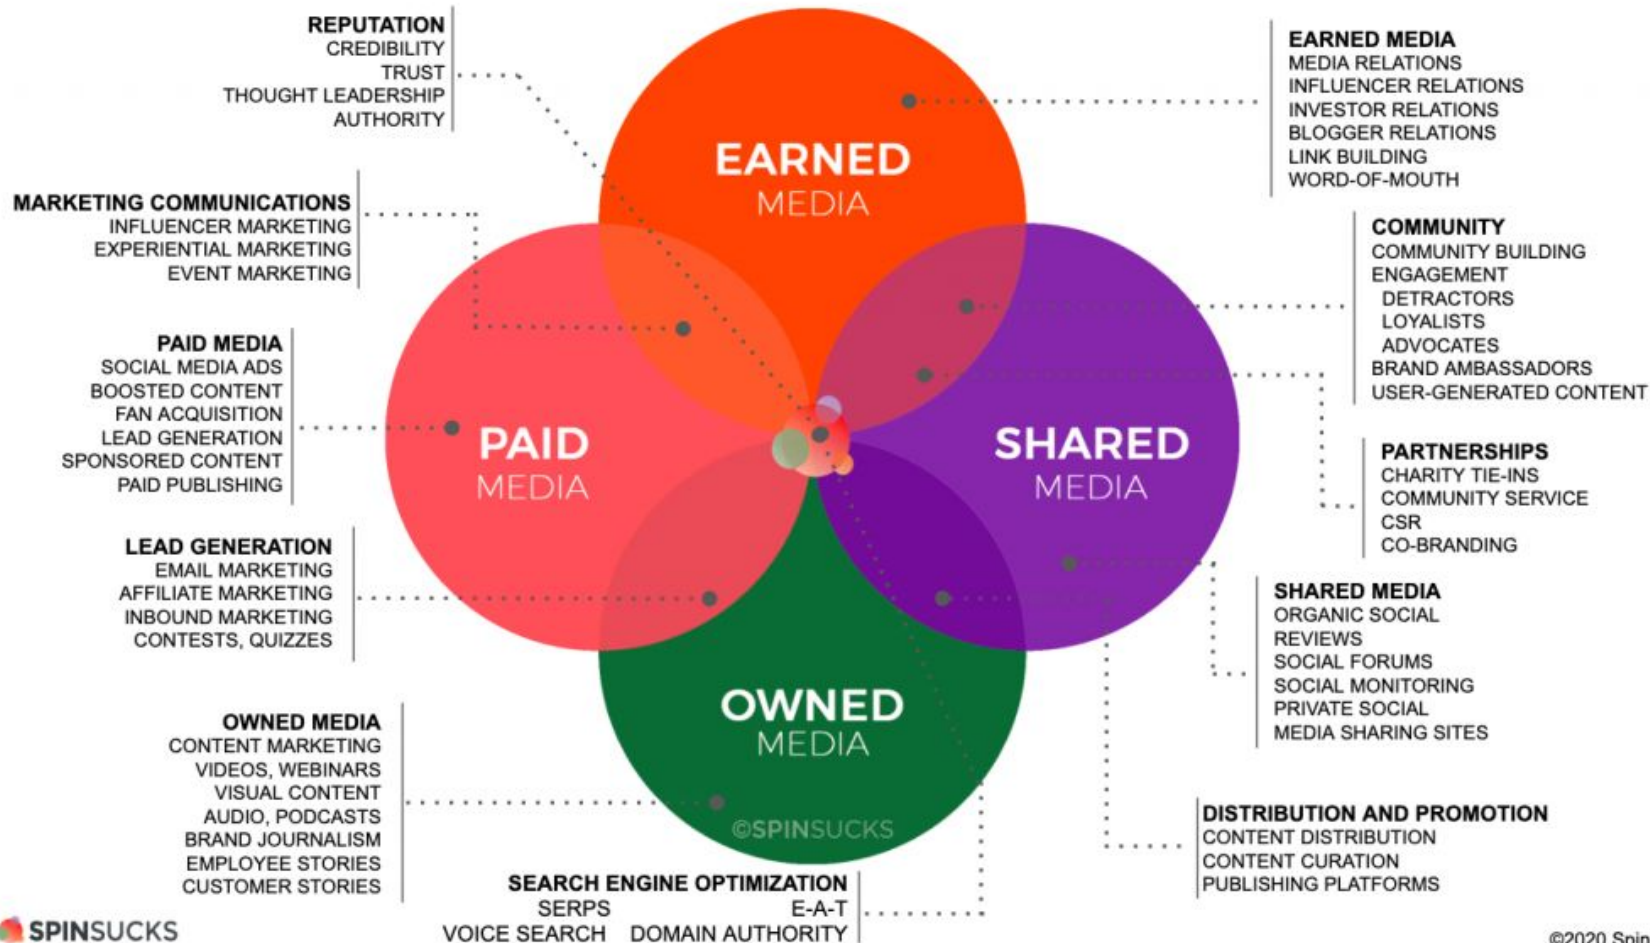 REPUTATION
CREDIBILITY
TRUST
THOUGHT LEADERSHIP
AUTHORITY
MARKETING COMMUNICATIONS
INFLUENCER MARKETING
EXPERIENTIAL MARKETING
EVENT MARKETING
PAID MEDIA
SOCIAL MEDIA ADS
BOOSTED CONTENT
FAN ACQUISITION
LEAD GENERATION
SPONSORED CONTENT
PAID PUBLISHING
LEAD GENERATION
EMAIL MARKETING
AFFILIATE MARKETING
INBOUND MARKETING
CONTESTS, QUIZZES
OWNED MEDIA
CONTENT MARKETING
VIDEOS, WEBINARS
VISUAL CONTENT
AUDIO, PODCASTS
BRAND JOURNALISM
EMPLOYEE STORIES
CUSTOMER STORIES
EARNED
MEDIA
PAID
MEDIA
SHARED
MEDIA
OWNED
MEDIA
©SPINSUCKS
EARNED MEDIA
MEDIA RELATIONS
INFLUENCER RELATIONS
INVESTOR RELATIONS
BLOGGER RELATIONS
LINK BUILDING
WORD-OF-MOUTH
COMMUNITY
COMMUNITY BUILDING
ENGAGEMENT
DETRACTORS
LOYALISTS
ADVOCATES
BRAND AMBASSADORS
USER-GENERATED CONTENT
PARTNERSHIPS
CHARITY TIE-INS
COMMUNITY SERVICE
CSR
CO-BRANDING
SHARED MEDIA
ORGANIC SOCIAL
REVIEWS
SOCIAL FORUMS
SOCIAL MONITORING
PRIVATE SOCIAL
MEDIA SHARING SITES
DISTRIBUTION AND PROMOTION
CONTENT DISTRIBUTION
CONTENT CURATION
PUBLISHING PLATFORMS
SEARCH ENGINE OPTIMIZATION
SERPS E-A-T
VOICE SEARCH DOMAIN AUTHORITY
SPINSUCKS
©2020 Spin